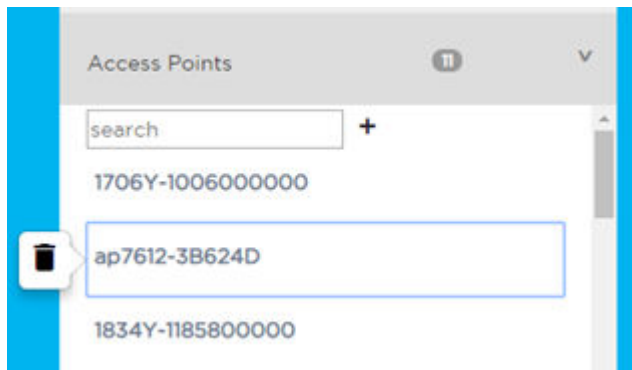 Access Points 11 v
search +
1706Y-1006000000
ap7612-3B624D
1834Y-1185800000